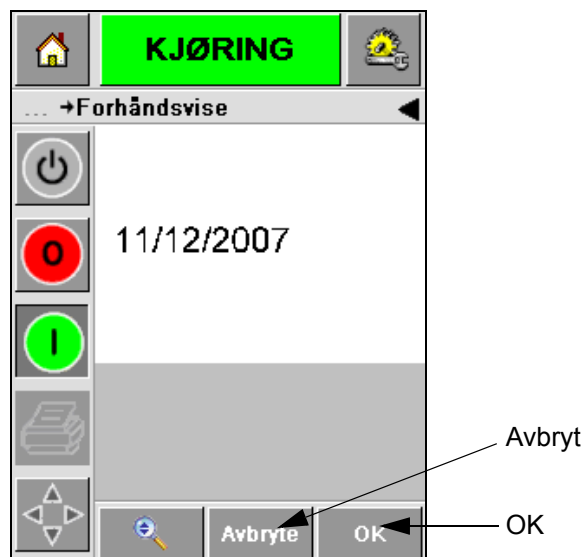 KJØRING
... →Forhåndsvise
O
11/12/2007
I
Avbryt
Avbryte OK
OK